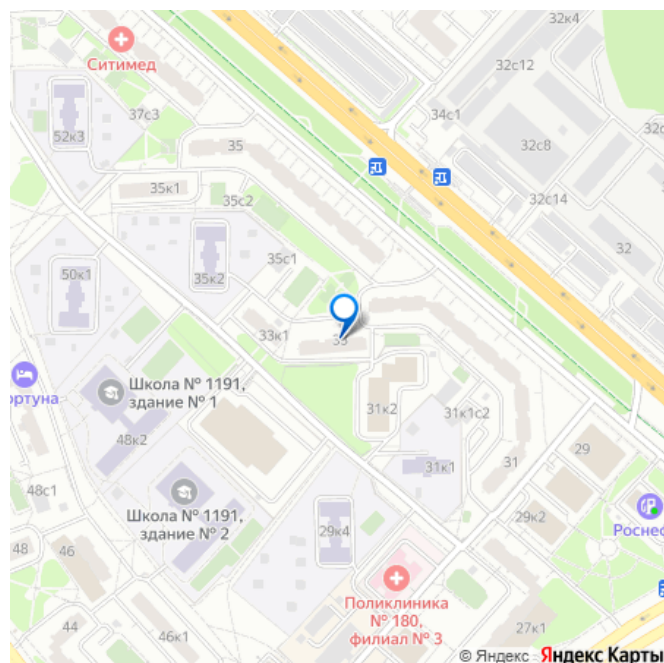 32к4
Ситимед
32с12
37с3
34с1
52к3
35
32с8
35к1
35с2
32с14
32
35с1
50к1
35к2
33к1
33
Школа № 1191,
здание № 1
31к2
31к1с2
48к2
29
31к1
31
48с1
Школа № 1191,
здание № 2
29к2
29к4
48
46
Поликлиника
№ 180,
филиал № 3
44
46к1
27к1
© Яндекс Яндекс Карты